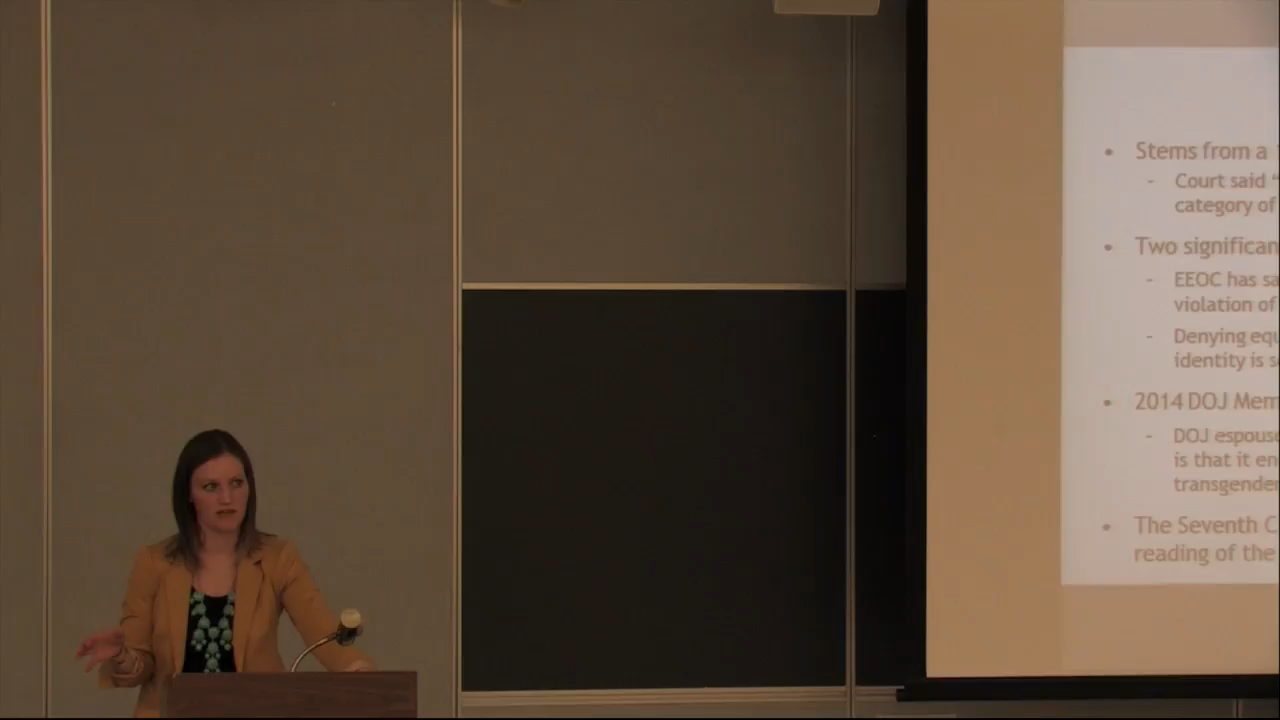 • Stems from a
- Court said "
category of
• Two significan
- EEOC has sa
violation of
- Denying equ
identity is s
• 2014 DOJ Mem
- DOJ espouse
is that it en
transgender
• The Seventh C
reading of the